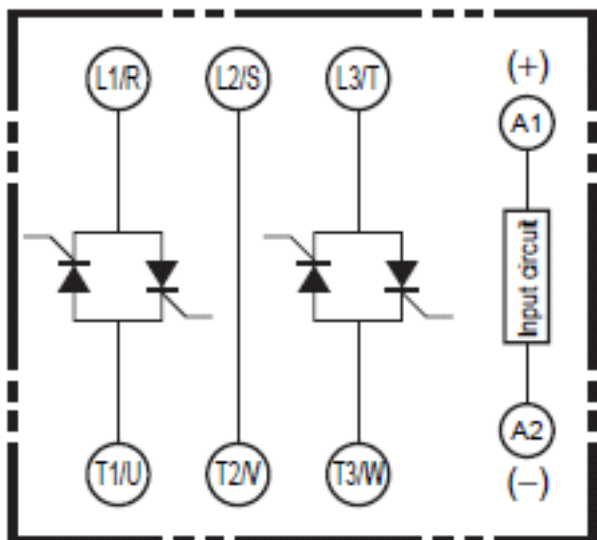 L1/R L2/S L3/T (+)
A1
Input circuit
A2
T1/U T2/V T3/W (−)